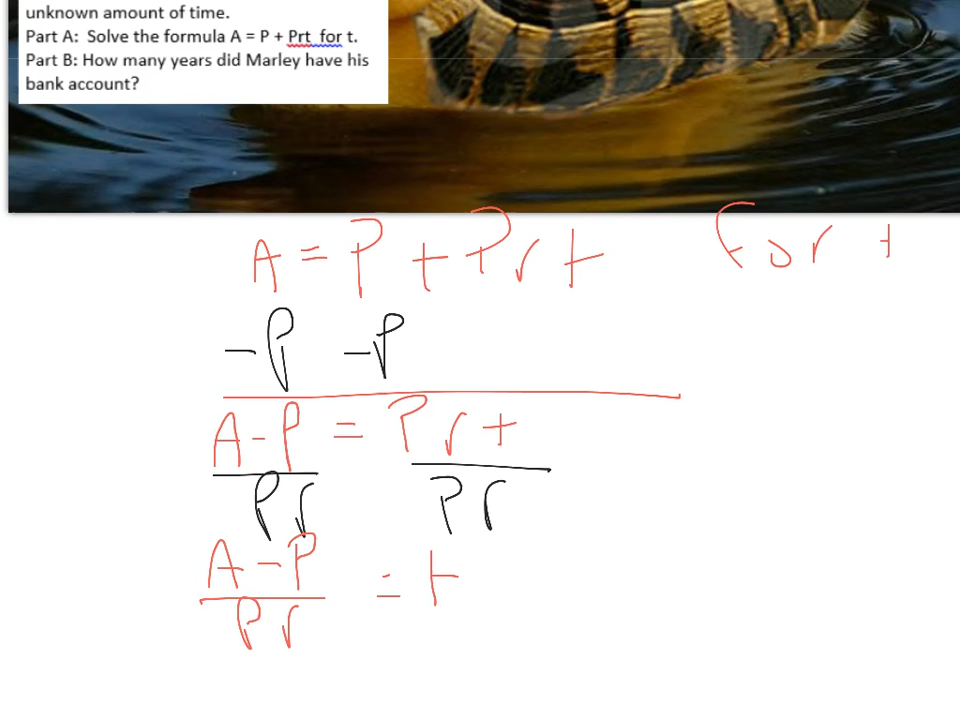 unknown amount of time.
Part A: Solve the formula A = P + Prt for t.
Part B: How many years did Marley have his
bank account?
A = P + Prt For t
-P -P
A-P = Prt
Pr Pr
A-P = t
Pr